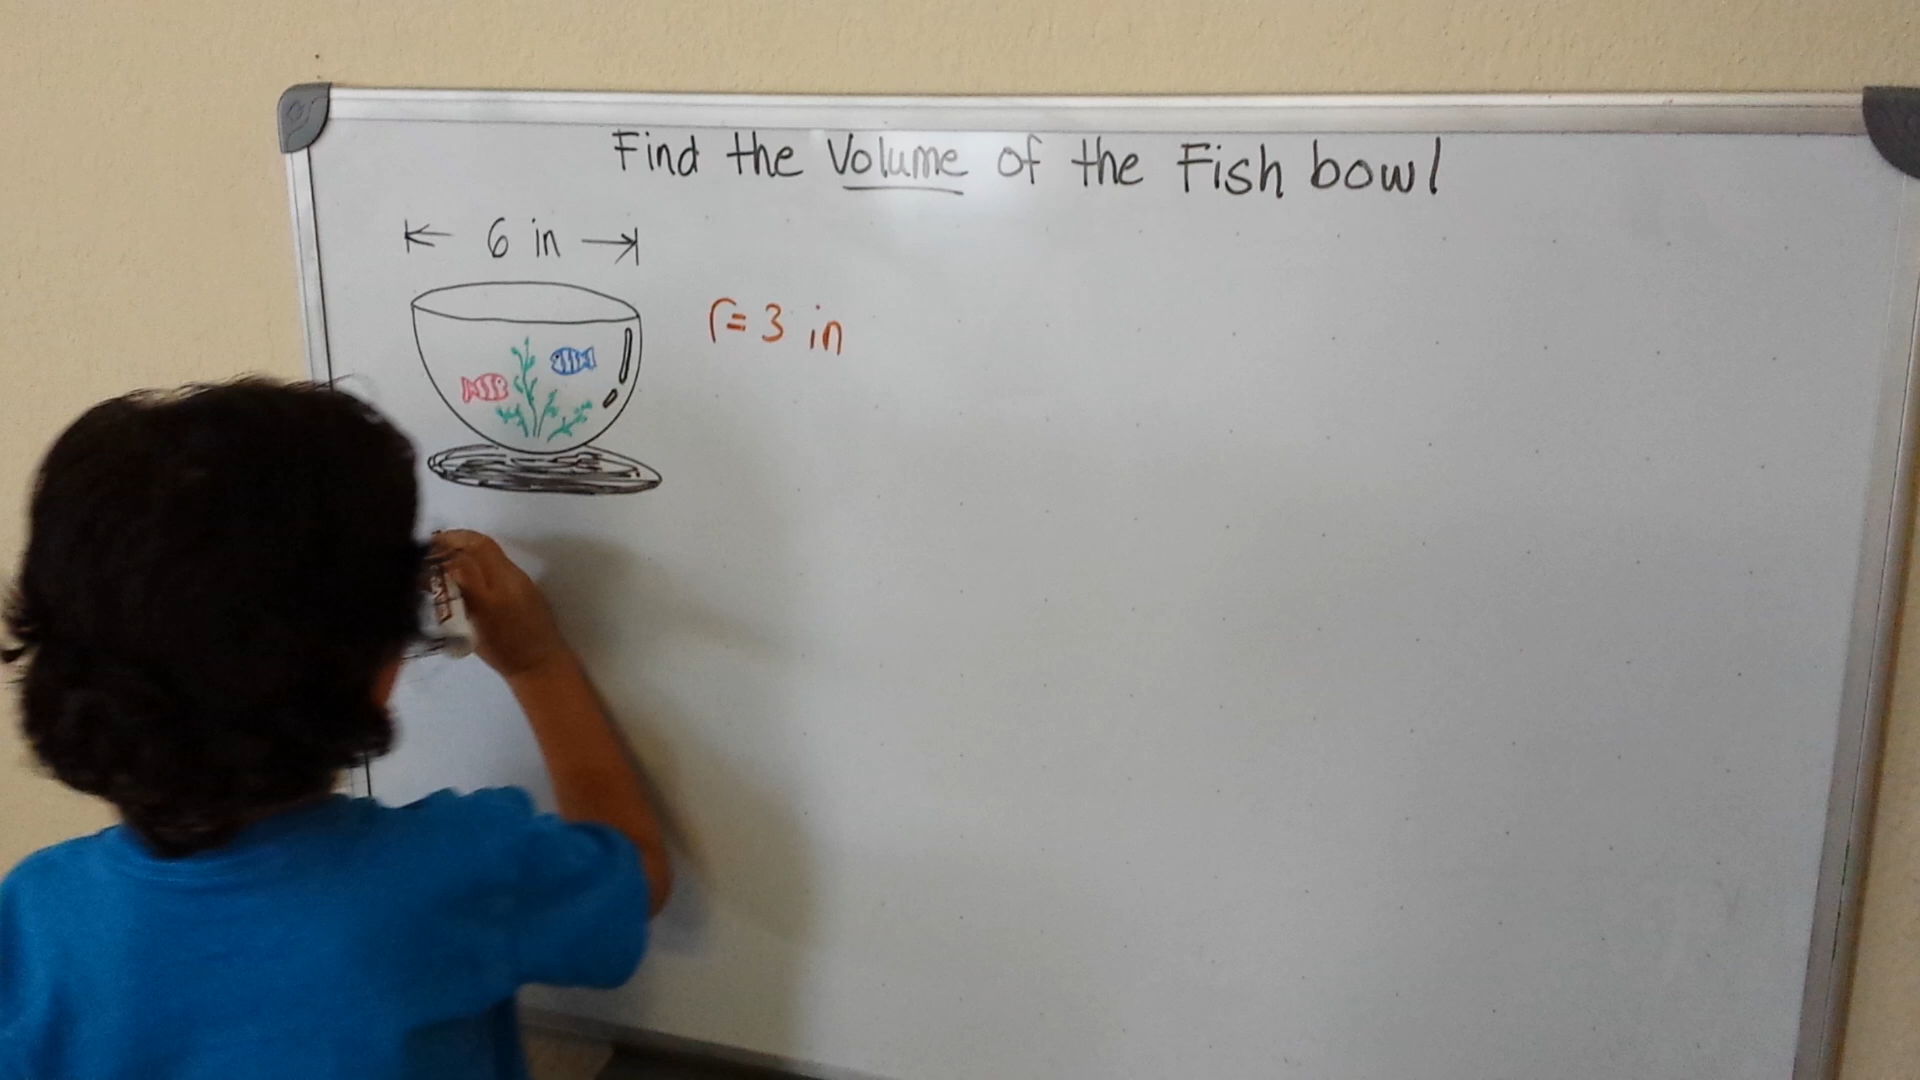 Find the Volume of the Fish bowl
6 in
r = 3 in